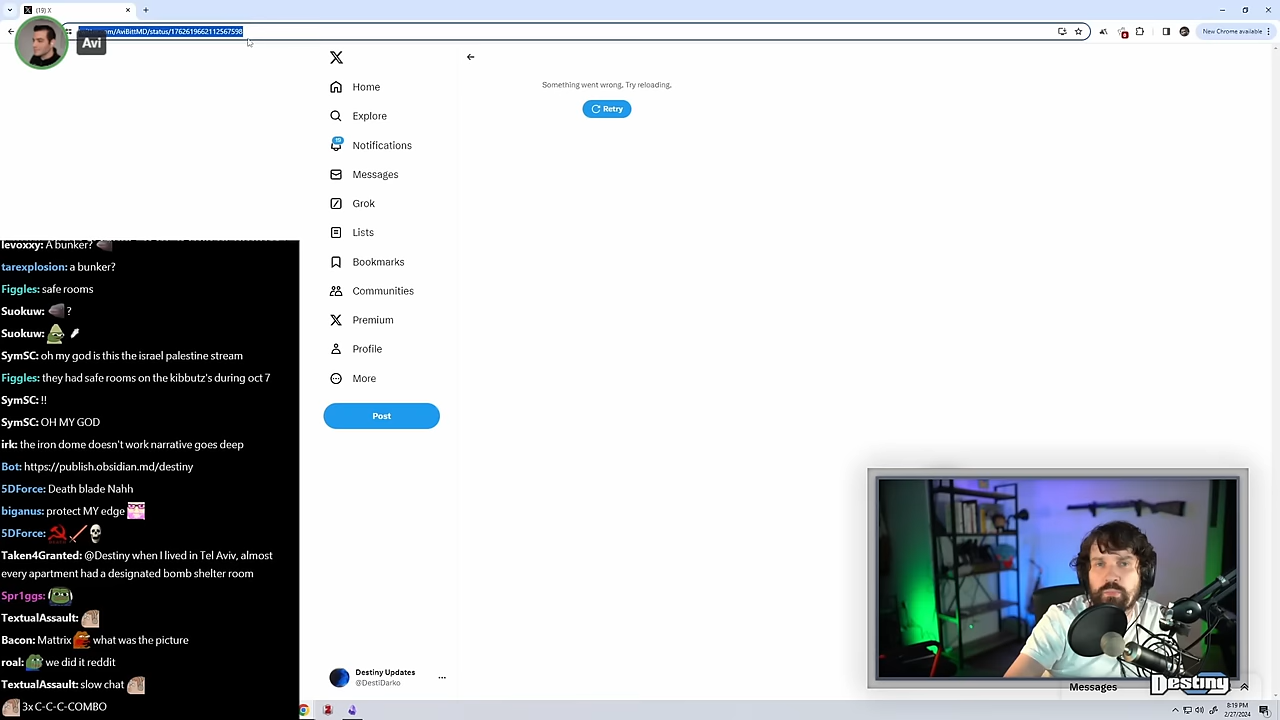 (19) X
.com/AviBittMD/status/1762619662112567598
New Chrome available
Avi
Home
Explore
19
Notifications
Messages
Grok
Lists
Bookmarks
Communities
Premium
Profile
More
Post
Something went wrong. Try reloading.
Retry
levoxxy: A bunker?
tarexplosion: a bunker?
Figgles: safe rooms
Suokuw: ?
Suokuw:
SymSC: oh my god is this the israel palestine stream
Figgles: they had safe rooms on the kibbutz's during oct 7
SymSC: !!
SymSC: OH MY GOD
irk: the iron dome doesn't work narrative goes deep
Bot: https://publish.obsidian.md/destiny
5DForce: Death blade Nahh
biganus: protect MY edge
5DForce:
Taken4Granted: @Destiny when I lived in Tel Aviv, almost
every apartment had a designated bomb shelter room
Spr1ggs:
TextualAssault:
Bacon: Mattrix what was the picture
roal: we did it reddit
TextualAssault: slow chat
3x C-C-C-COMBO
Destiny Updates
@DestiDarko
Messages
Destiny
8:19 PM
2/27/2024